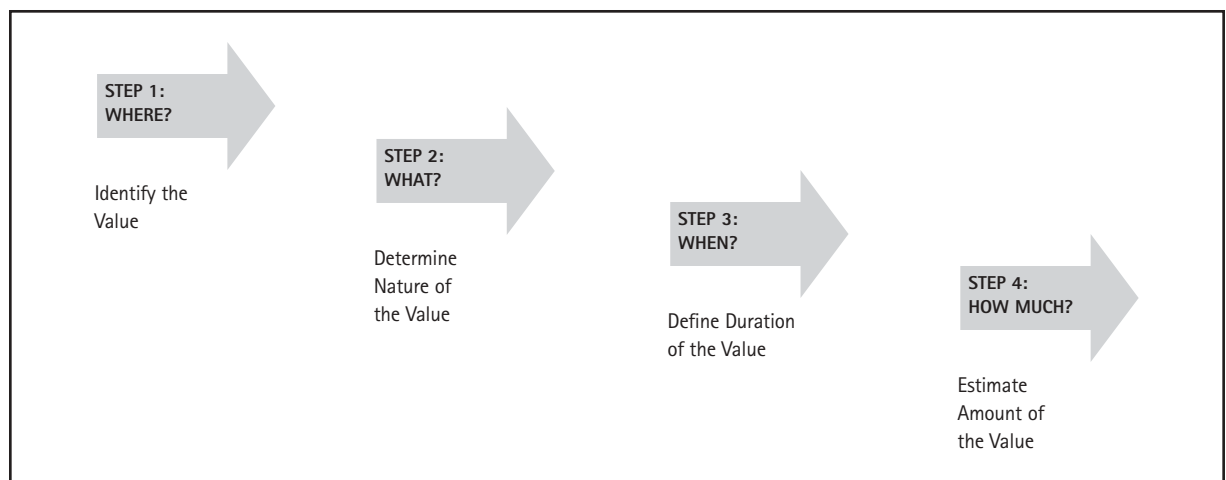 STEP 1:
WHERE?
Identify the
Value
STEP 2:
WHAT?
Determine
Nature of
the Value
STEP 3:
WHEN?
Define Duration
of the Value
STEP 4:
HOW MUCH?
Estimate
Amount of
the Value